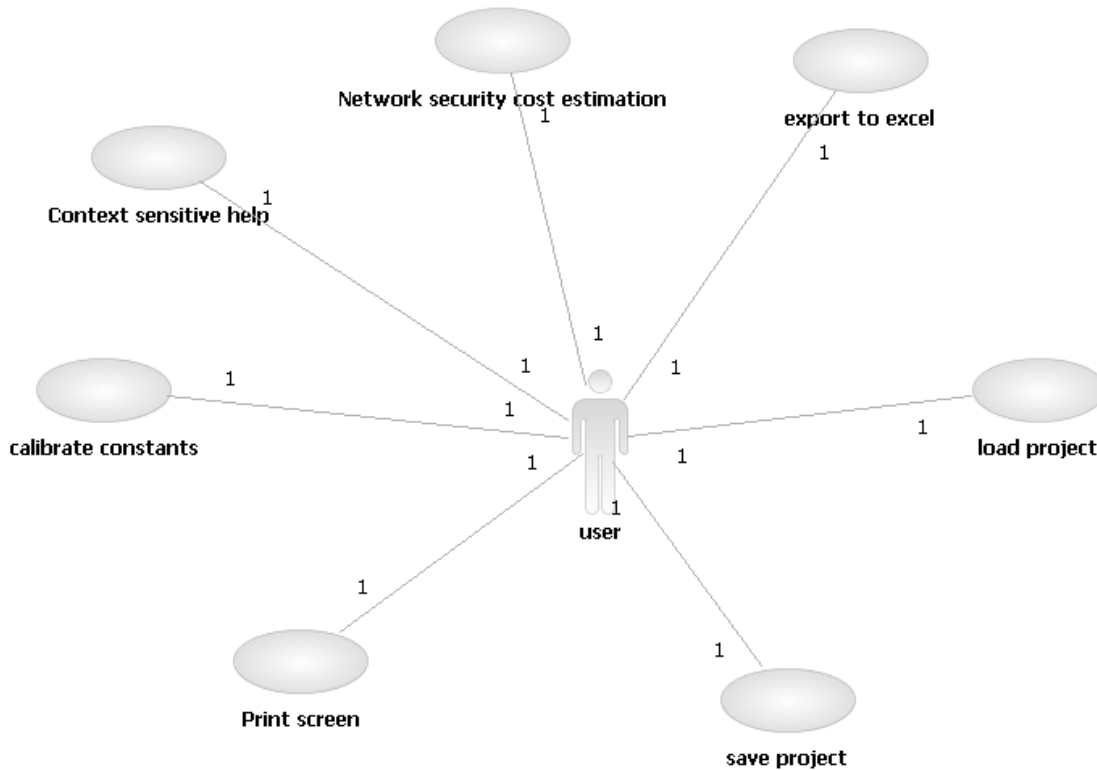 Network security cost estimation
1
export to excel
1
Context sensitive help
1
1
1
1
calibrate constants
1
1
load project
1
1
1
user
1
1
Print screen
1
save project